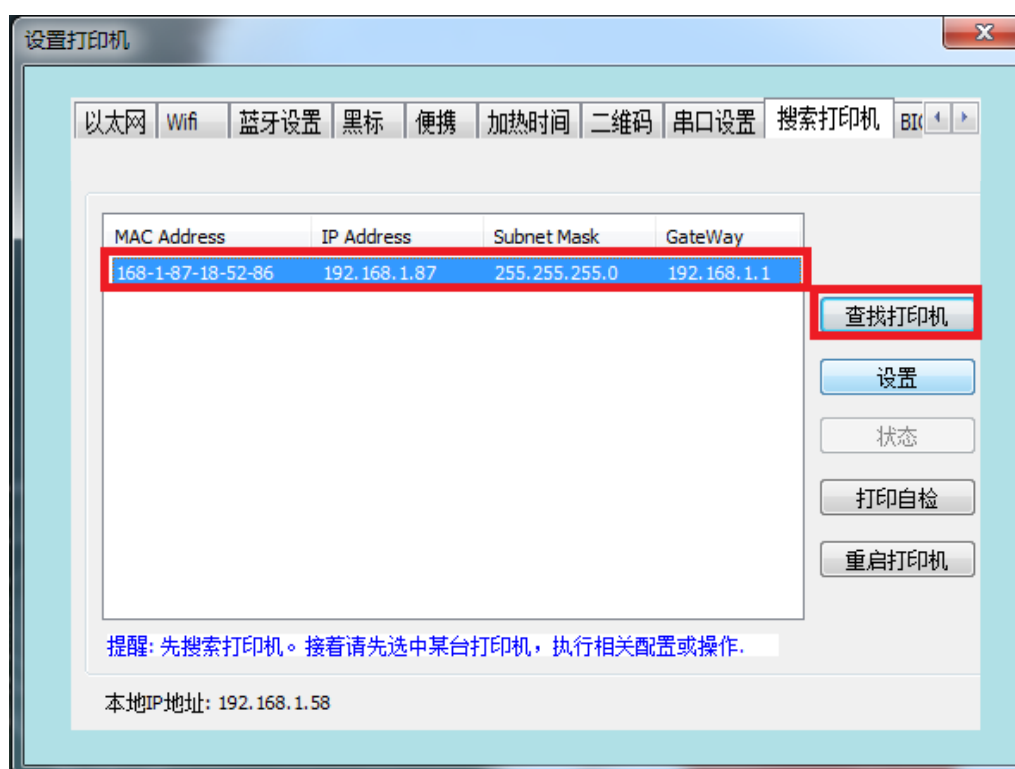 设置打印机
以太网 Wifi 蓝牙设置 黑标 便携 加热时间 二维码 串口设置 搜索打印机
MAC Address IP Address Subnet Mask GateWay
168-1-87-18-52-86 192.168.1.87 255.255.255.0 192.168.1.1
查找打印机
设置
状态
打印自检
重启打印机
提醒: 先搜索打印机。接着请先选中某台打印机，执行相关配置或操作.
本地IP地址: 192.168.1.58